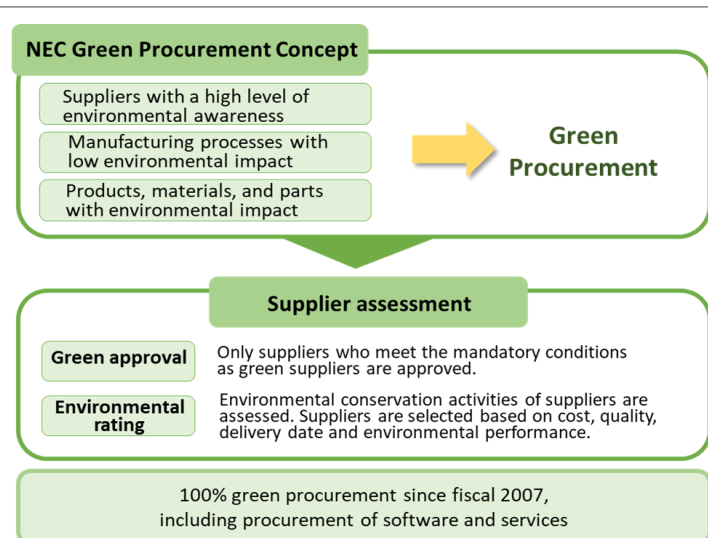 NEC Green Procurement Concept
Suppliers with a high level of
environmental awareness
Manufacturing processes with
low environmental impact
Products, materials, and parts
with environmental impact
Green
Procurement
Supplier assessment
Green approval
Only suppliers who meet the mandatory conditions
as green suppliers are approved.
Environmental
rating
Environmental conservation activities of suppliers are
assessed. Suppliers are selected based on cost, quality,
delivery date and environmental performance.
100% green procurement since fiscal 2007,
including procurement of software and services